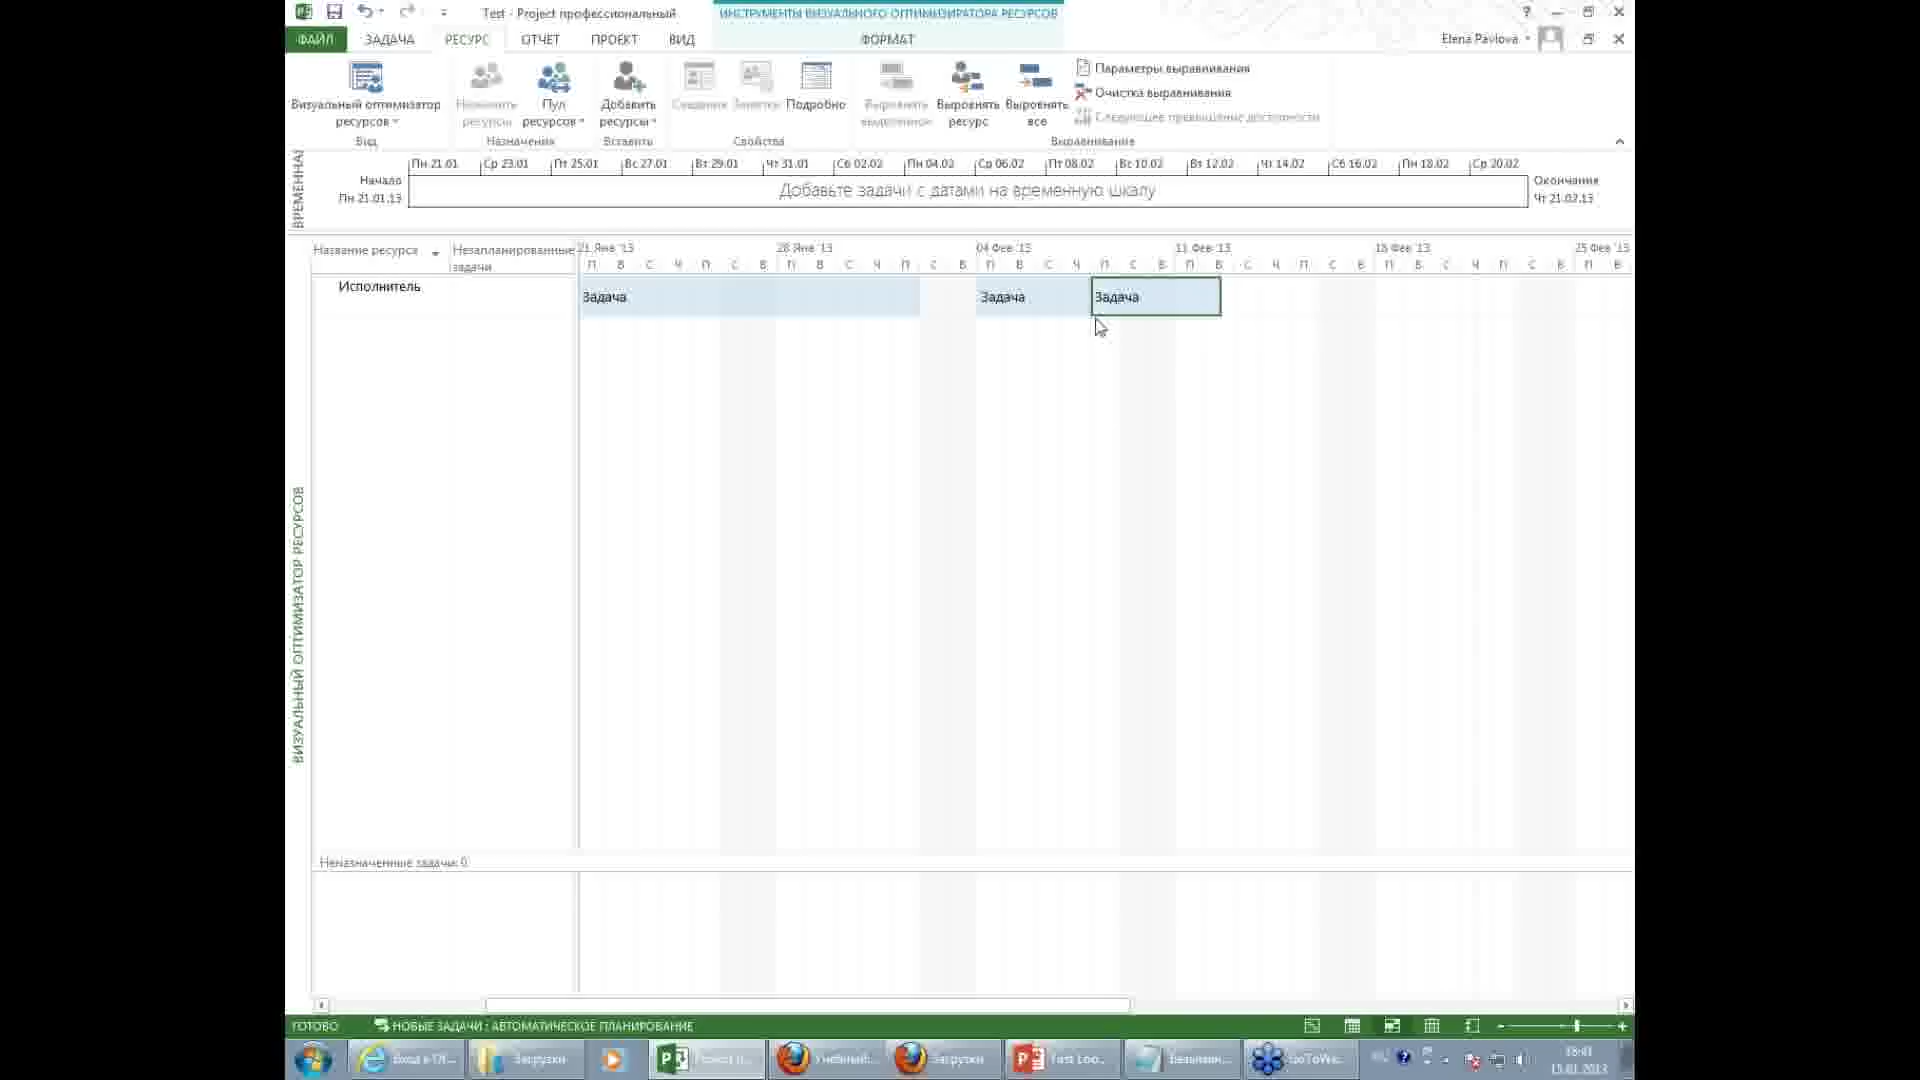 Test - Project профессиональный
ИНСТРУМЕНТЫ ВИЗУАЛЬНОГО ОПТИМИЗАТОРА РЕСУРСОВ
ФАЙЛ ЗАДАЧА РЕСУРС ОТЧЕТ ПРОЕКТ ВИД ФОРМАТ Elena Pavlova
Визуальный оптимизатор ресурсов
Назначить ресурсы
Пул ресурсов
Добавить ресурсы
Сведения Заметки Подробно
Выровнять выделенное
Выровнять ресурс
Выровнять все
Параметры выравнивания
Очистка выравнивания
Следующее превышение доступности
Вид Назначения Вставить Свойства Выравнивание
ВРЕМЕННАЯ
Пн 21.01 Ср 23.01 Пт 25.01 Вс 27.01 Вт 29.01 Чт 31.01 Сб 02.02 Пн 04.02 Ср 06.02 Пт 08.02 Вс 10.02 Вт 12.02 Чт 14.02 Сб 16.02 Пн 18.02 Ср 20.02
Начало
Пн 21.01.13
Добавьте задачи с датами на временную шкалу
Окончание
Чт 21.02.13
Название ресурса
Незапланированные задачи
21 Янв '13 28 Янв '13 04 Фев '13 11 Фев '13 18 Фев '13 25 Фев '13
П В С Ч П С В П В С Ч П С В П В С Ч П С В П В С Ч П С В П В С Ч П С В П В
Исполнитель Задача Задача Задача
ВИЗУАЛЬНЫЙ ОПТИМИЗАТОР РЕСУРСОВ
Неназначенные задачи: 0
ГОТОВО НОВЫЕ ЗАДАЧИ : АВТОМАТИЧЕСКОЕ ПЛАНИРОВАНИЕ
Загрузки Учебный... Загрузки Fast Loo... GoToWe...
15.01.2013